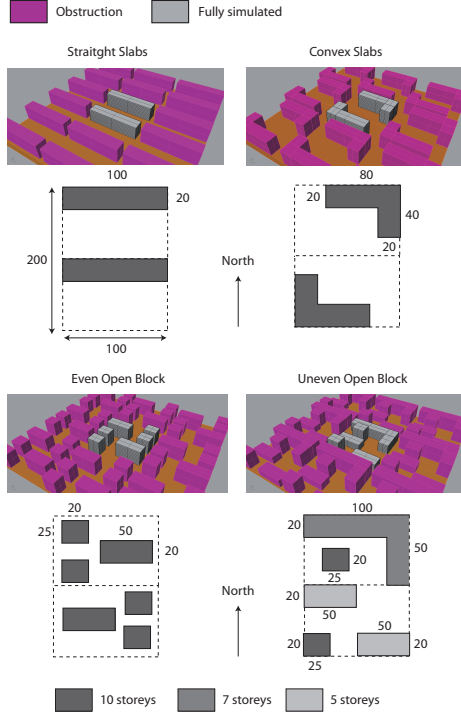 Obstruction Fully simulated
Straitght Slabs Convex Slabs
100 80
20 20
40
200
20
North
100
Even Open Block Uneven Open Block
20 100
25 50 20
20 50
20
25
20
North
50 50
20 20
25
10 storeys 7 storeys 5 storeys